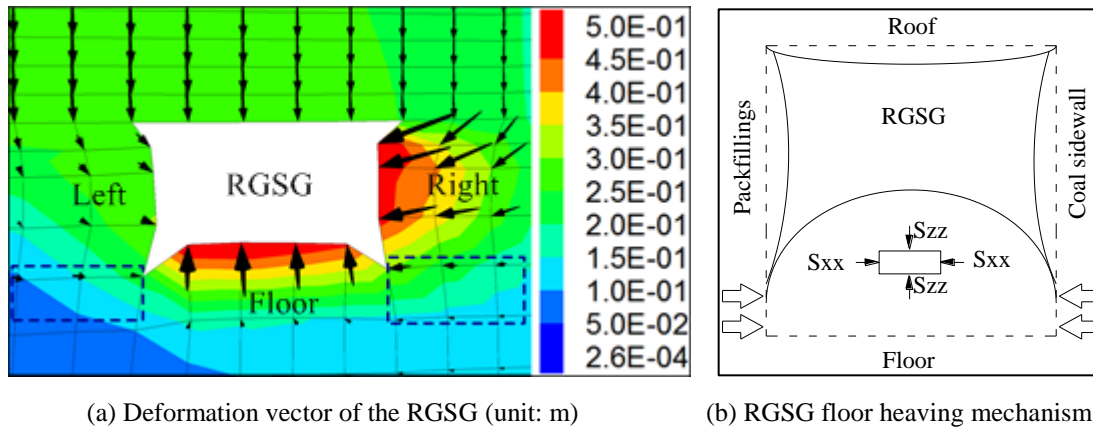 5.0E-01
4.5E-01
4.0E-01
3.5E-01
3.0E-01
2.5E-01
2.0E-01
1.5E-01
1.0E-01
5.0E-02
2.6E-04
Left
RGSG
Right
Floor
Roof
Packfillings
RGSG
Coal sidewall
Szz
Sxx
Sxx
Szz
Floor
(a) Deformation vector of the RGSG (unit: m)
(b) RGSG floor heaving mechanism